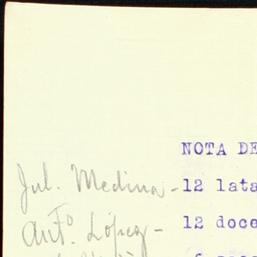 NOTA DE
Jul. Medina - 12 lata
Antº López - 12 doce